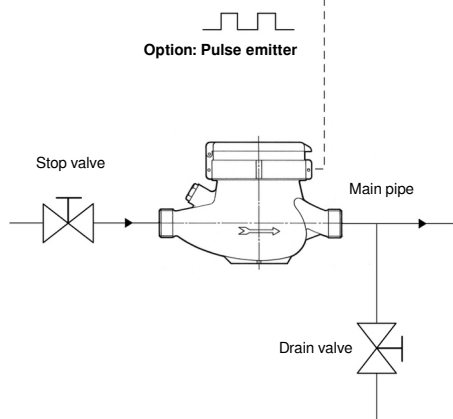 Option: Pulse emitter
Stop valve
Main pipe
Drain valve